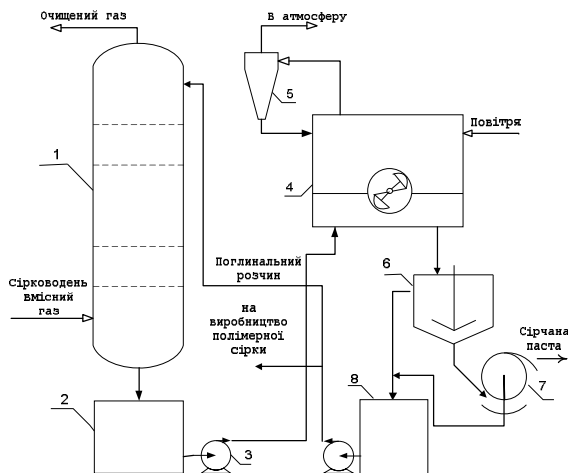 Очищений газ
В атмосферу
5
Повітря
1
4
Поглинальний
розчин
6
Сірководень
вмісний
газ
на
виробництво
полімерної
сірки
Сірчана
паста
7
2
3
8